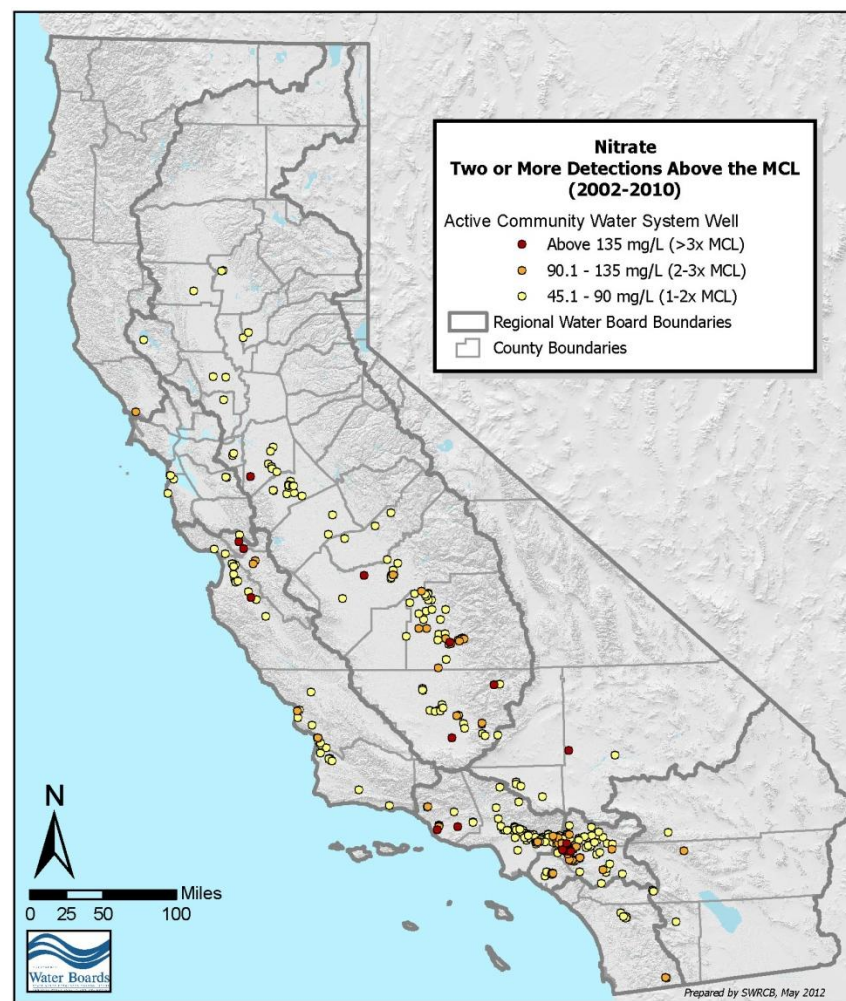 Nitrate
Two or More Detections Above the MCL
(2002-2010)
Active Community Water System Well
Above 135 mg/L (>3x MCL)
90.1 - 135 mg/L (2-3x MCL)
45.1 - 90 mg/L (1-2x MCL)
Regional Water Board Boundaries
County Boundaries
N
Miles
0 25 50 100
Water Boards
Prepared by SWRCB, May 2012